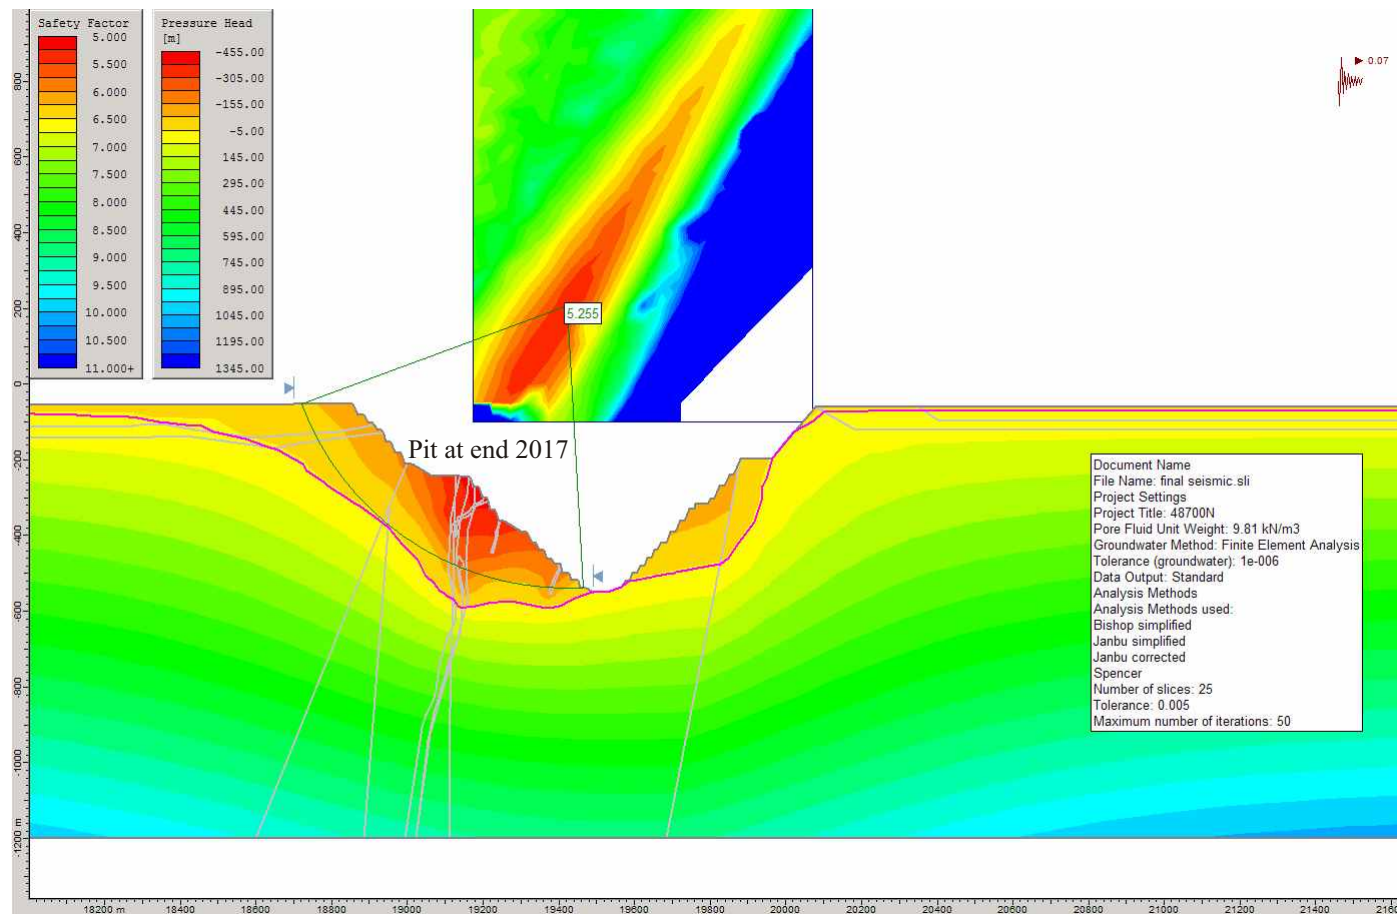 Safety Factor
5.000
5.500
6.000
6.500
7.000
7.500
8.000
8.500
9.000
9.500
10.000
10.500
11.000+
Pressure Head
[m]
-455.00
-305.00
-155.00
-5.00
145.00
295.00
445.00
595.00
745.00
895.00
1045.00
1195.00
1345.00
0.07
5.255
Pit at end 2017
Document Name
File Name: final seismic.sli
Project Settings
Project Title: 48700N
Pore Fluid Unit Weight: 9.81 kN/m3
Groundwater Method: Finite Element Analysis
Tolerance (groundwater): 1e-006
Data Output: Standard
Analysis Methods
Analysis Methods used:
Bishop simplified
Janbu simplified
Janbu corrected
Spencer
Number of slices: 25
Tolerance: 0.005
Maximum number of iterations: 50
800
600
400
200
0
-200
-400
-600
-800
-1000
-1200
18200 m
18400
18600
18800
19000
19200
19400
19600
19800
20000
20200
20400
20600
20800
21000
21200
21400